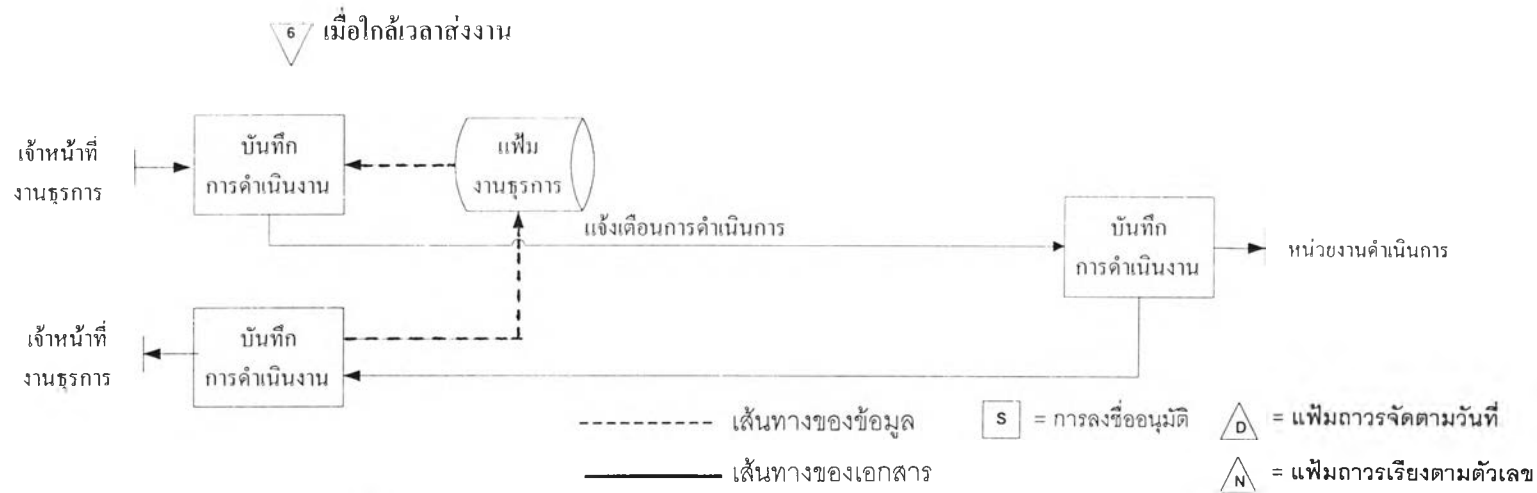 6 เมื่อใกล้เวลาส่งงาน
เจ้าหน้าที่
งานธุรการ
บันทึก
การดำเนินงาน
แฟ้ม
งานธุรการ
แจ้งเตือนการดำเนินการ
บันทึก
การดำเนินงาน
หน่วยงานดำเนินการ
เจ้าหน้าที่
งานธุรการ
บันทึก
การดำเนินงาน
เส้นทางของข้อมูล
S = การลงชื่ออนุมัติ
D = แฟ้มถาวรจัดตามวันที่
เส้นทางของเอกสาร
N = แฟ้มถาวรเรียงตามตัวเลข